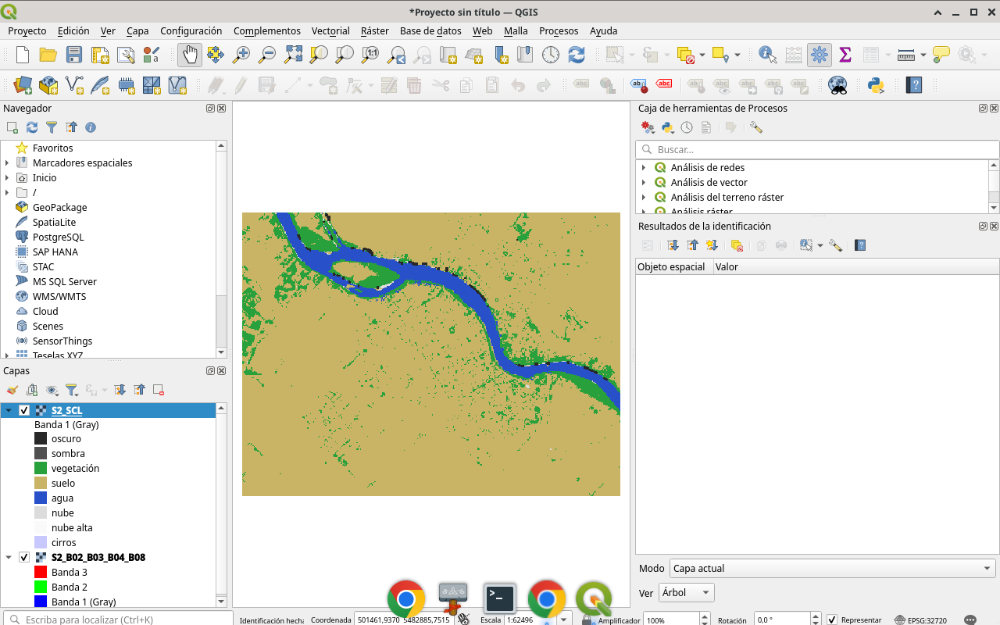 *Proyecto sin título — QGIS
Proyecto Edición Ver Capa Configuración Complementos Vectorial Ráster Base de datos Web Malla Procesos Ayuda
1:1
abc abc abc
Navegador
Favoritos
Marcadores espaciales
Inicio
/
GeoPackage
SpatiaLite
PostgreSQL
SAP HANA
STAC
MS SQL Server
WMS/WMTS
Cloud
Scenes
SensorThings
Teselas XYZ
Capas
S2_SCL
Banda 1 (Gray)
oscuro
sombra
vegetación
suelo
agua
nube
nube alta
cirros
S2_B02_B03_B04_B08
Banda 3
Banda 2
Banda 1 (Gray)
Caja de herramientas de Procesos
Buscar...
Análisis de redes
Análisis de vector
Análisis del terreno ráster
Análisis ráster
Resultados de la identificación
Objeto espacial Valor
Modo Capa actual
Ver Árbol
Escriba para localizar (Ctrl+K) Identificación hecha Coordenada 501461,9370 5482885,7515 Escala 1:62496 Amplificador 100% Rotación 0,0 ° Representar EPSG:32720